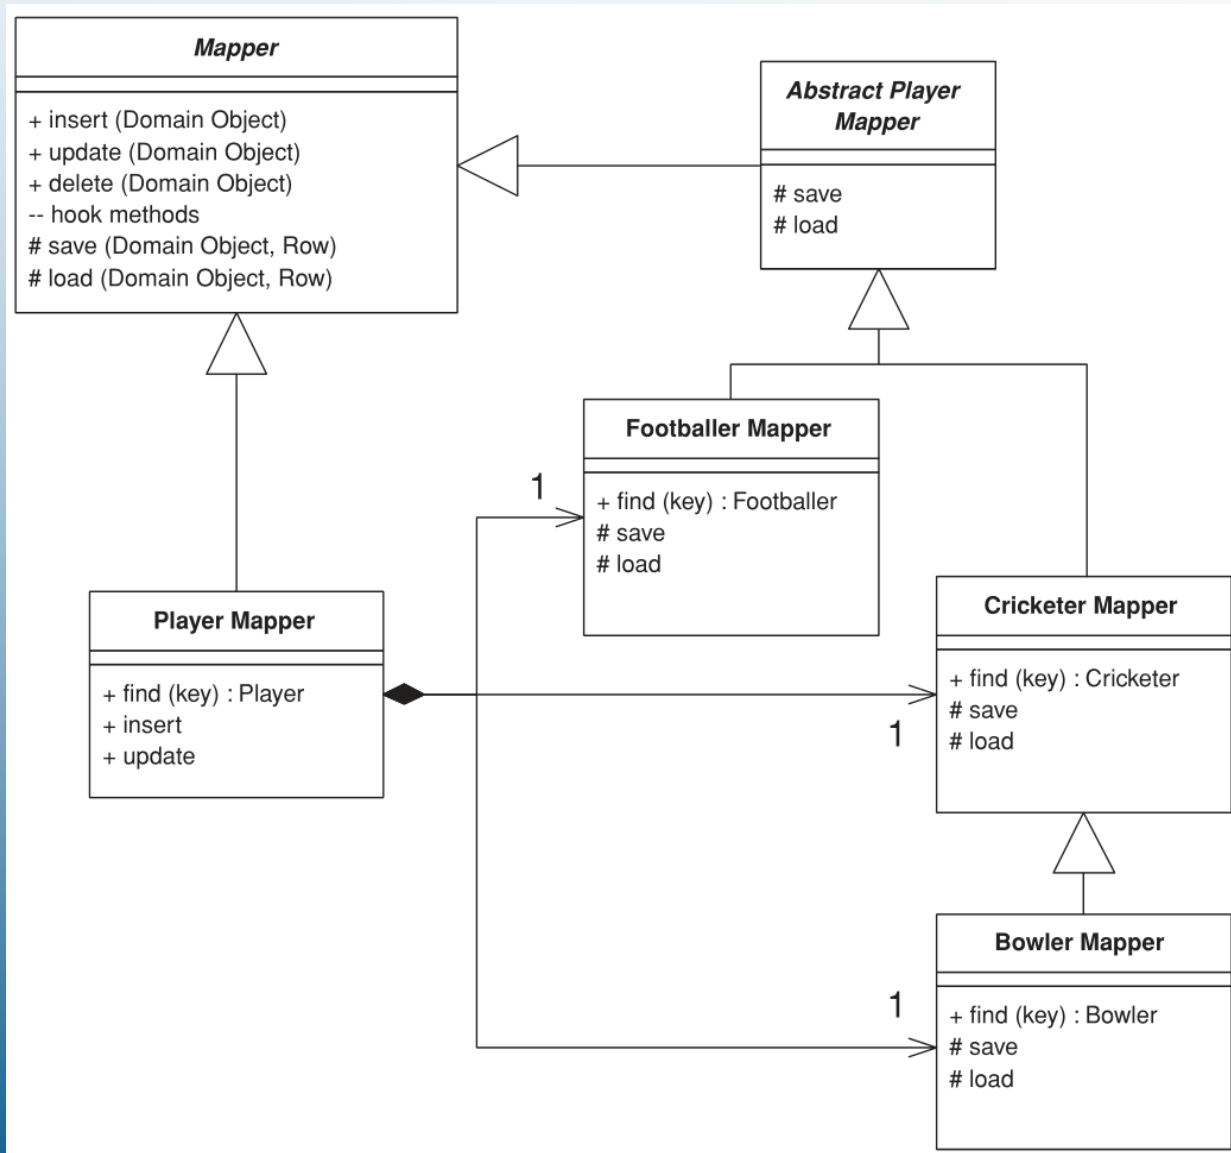 Mapper
+ insert (Domain Object)
+ update (Domain Object)
+ delete (Domain Object)
-- hook methods
# save (Domain Object, Row)
# load (Domain Object, Row)
Abstract Player
Mapper
# save
# load
Footballer Mapper
+ find (key) : Footballer
# save
# load
1
Player Mapper
+ find (key) : Player
+ insert
+ update
Cricketer Mapper
+ find (key) : Cricketer
# save
# load
1
Bowler Mapper
+ find (key) : Bowler
# save
# load
1